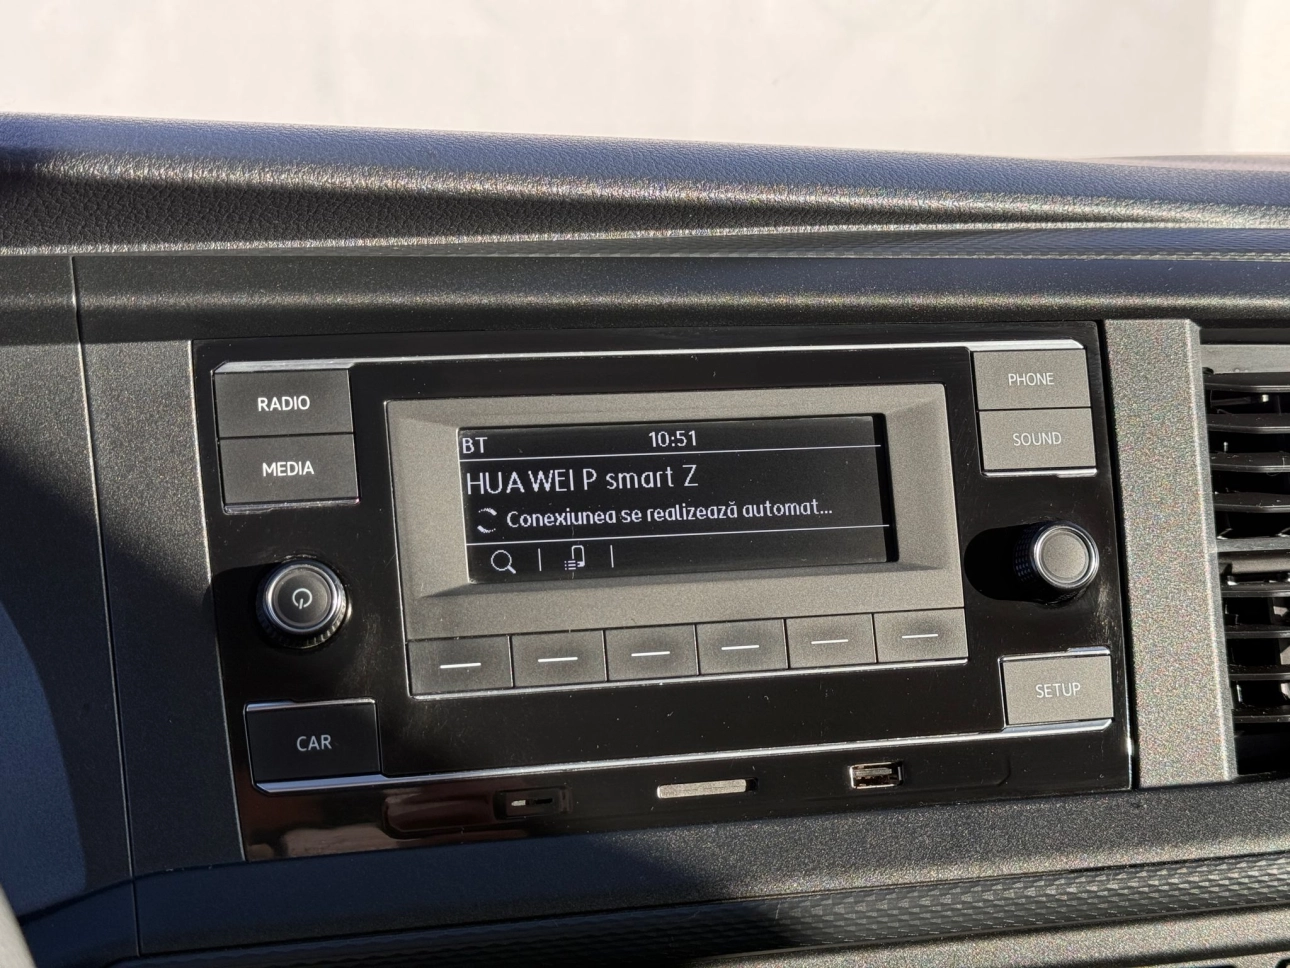 RADIO
MEDIA
PHONE
SOUND
BT 10:51
HUAWEI P smart Z
Conexiunea se realizează automat...
CAR
SETUP